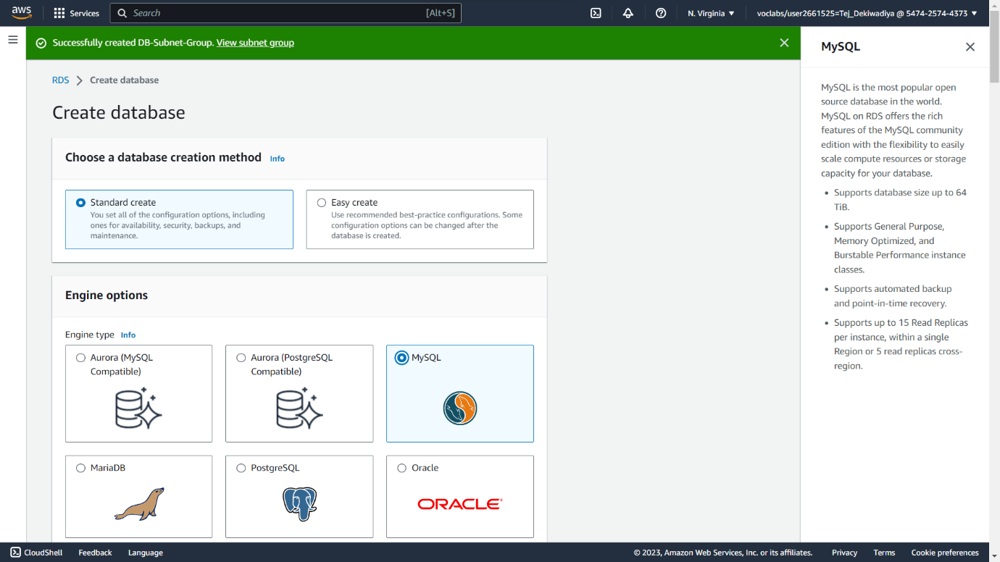 aws
Services
Search
[Alt+S]
N. Virginia
voclabs/user2661525=Tej_Dekiwadiya @ 5474-2574-4373
Successfully created DB-Subnet-Group. View subnet group
RDS
Create database
Create database
Choose a database creation method Info
Standard create
You set all of the configuration options, including
ones for availability, security, backups, and
maintenance.
Easy create
Use recommended best-practice configurations. Some
configuration options can be changed after the
database is created.
Engine options
Engine type Info
Aurora (MySQL
Compatible)
Aurora (PostgreSQL
Compatible)
MySQL
MariaDB
PostgreSQL
Oracle
ORACLE
MySQL
MySQL is the most popular open
source database in the world.
MySQL on RDS offers the rich
features of the MySQL community
edition with the flexibility to easily
scale compute resources or storage
capacity for your database.
• Supports database size up to 64
TiB.
• Supports General Purpose,
Memory Optimized, and
Burstable Performance instance
classes.
• Supports automated backup
and point-in-time recovery.
• Supports up to 15 Read Replicas
per instance, within a single
Region or 5 read replicas cross-
region.
CloudShell
Feedback
Language
© 2023, Amazon Web Services, Inc. or its affiliates.
Privacy
Terms
Cookie preferences